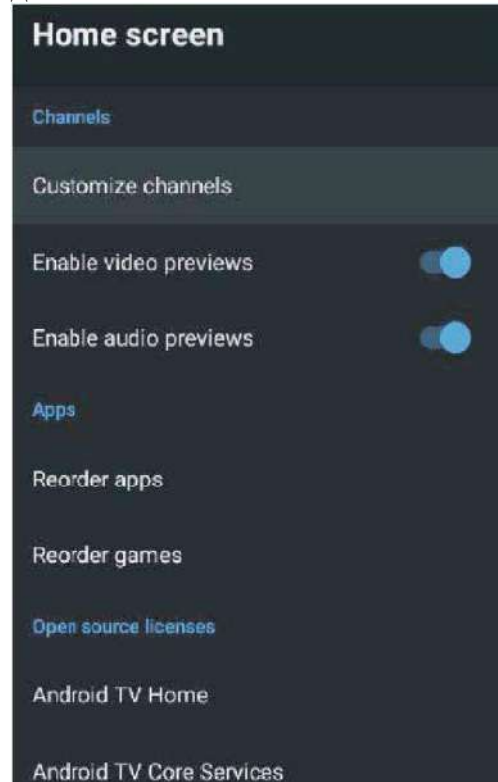 Home screen
Channels
Customize channels
Enable video previews
Enable audio previews
Apps
Reorder apps
Reorder games
Open source licenses
Android TV Home
Android TV Core Services